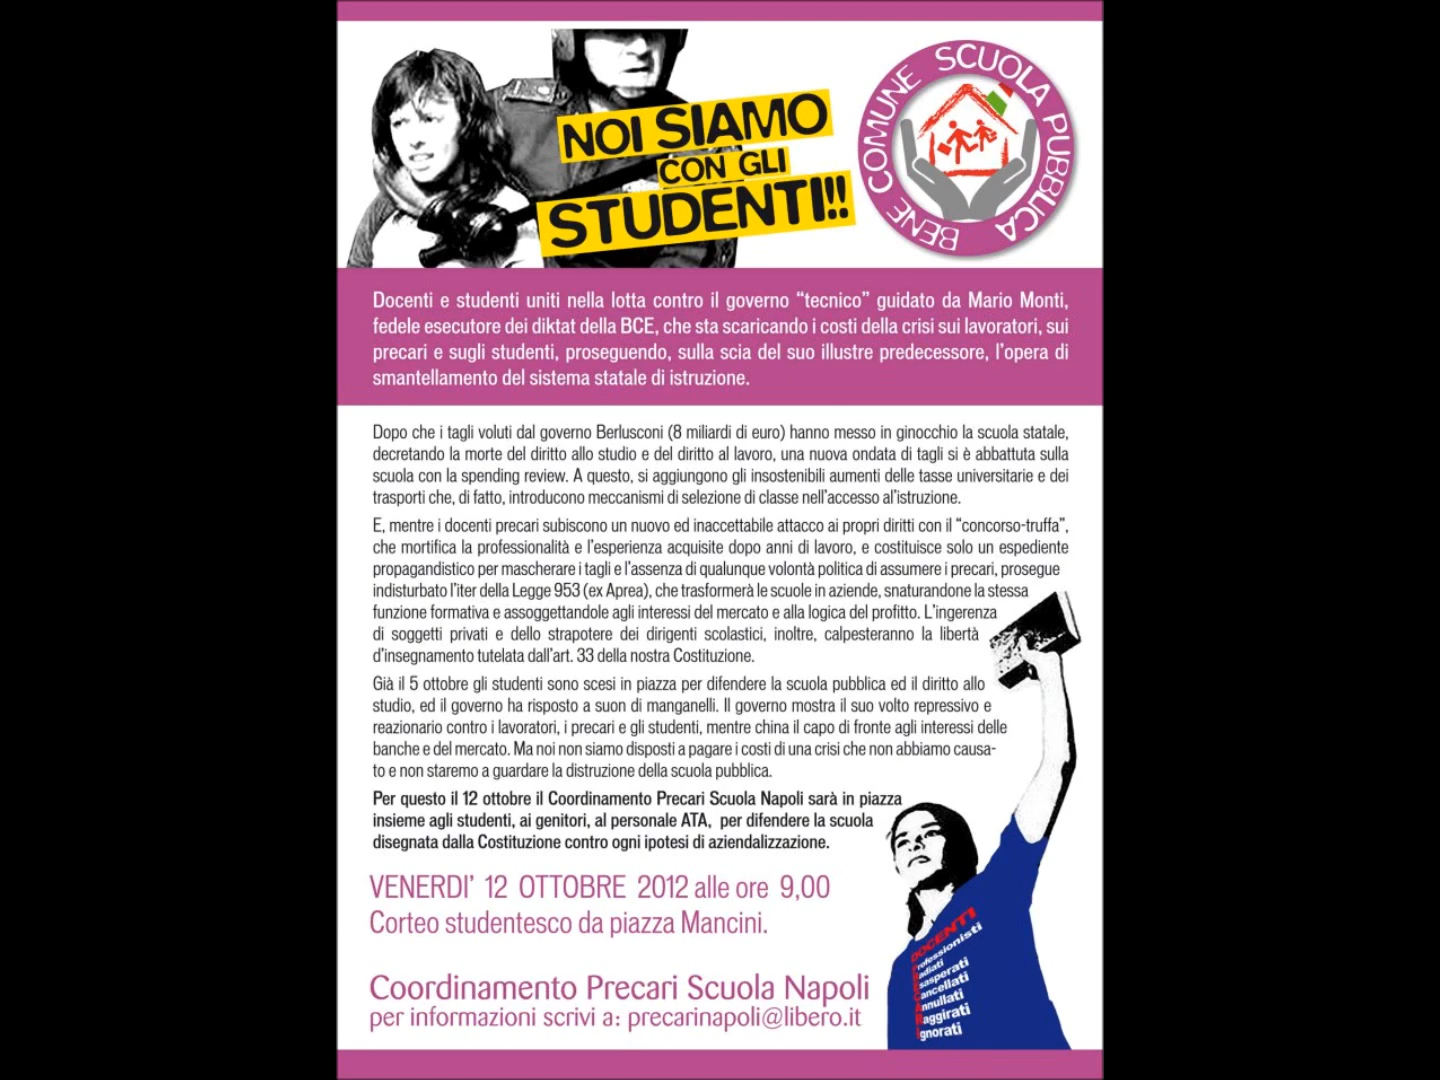 NOI SIAMO
CON GLI
STUDENTI!!
BENE COMUNE SCUOLA PUBBLICA
Docenti e studenti uniti nella lotta contro il governo “tecnico” guidato da Mario Monti,
fedele esecutore dei diktat della BCE, che sta scaricando i costi della crisi sui lavoratori, sui
precari e sugli studenti, proseguendo, sulla scia del suo illustre predecessore, l’opera di
smantellamento del sistema statale di istruzione.
Dopo che i tagli voluti dal governo Berlusconi (8 miliardi di euro) hanno messo in ginocchio la scuola statale,
decretando la morte del diritto allo studio e del diritto al lavoro, una nuova ondata di tagli si è abbattuta sulla
scuola con la spending review. A questo, si aggiungono gli insostenibili aumenti delle tasse universitarie e dei
trasporti che, di fatto, introducono meccanismi di selezione di classe nell’accesso al’istruzione.
E, mentre i docenti precari subiscono un nuovo ed inaccettabile attacco ai propri diritti con il “concorso-truffa”,
che mortifica la professionalità e l’esperienza acquisite dopo anni di lavoro, e costituisce solo un espediente
propagandistico per mascherare i tagli e l’assenza di qualunque volontà politica di assumere i precari, prosegue
indisturbato l’iter della Legge 953 (ex Aprea), che trasformerà le scuole in aziende, snaturandone la stessa
funzione formativa e assoggettandole agli interessi del mercato e alla logica del profitto. L’ingerenza
di soggetti privati e dello strapotere dei dirigenti scolastici, inoltre, calpesteranno la libertà
d’insegnamento tutelata dall’art. 33 della nostra Costituzione.
Già il 5 ottobre gli studenti sono scesi in piazza per difendere la scuola pubblica ed il diritto allo
studio, ed il governo ha risposto a suon di manganelli. Il governo mostra il suo volto repressivo e
reazionario contro i lavoratori, i precari e gli studenti, mentre china il capo di fronte agli interessi delle
banche e del mercato. Ma noi non siamo disposti a pagare i costi di una crisi che non abbiamo causa-
to e non staremo a guardare la distruzione della scuola pubblica.
Per questo il 12 ottobre il Coordinamento Precari Scuola Napoli sarà in piazza
insieme agli studenti, ai genitori, al personale ATA, per difendere la scuola
disegnata dalla Costituzione contro ogni ipotesi di aziendalizzazione.
VENERDI’ 12 OTTOBRE 2012 alle ore 9,00
Corteo studentesco da piazza Mancini.
Coordinamento Precari Scuola Napoli
per informazioni scrivi a: precarinapoli@libero.it
DOCENTI
Professionisti
Radiati
Esasperati
Cancellati
Annullati
Raggirati
Ignorati